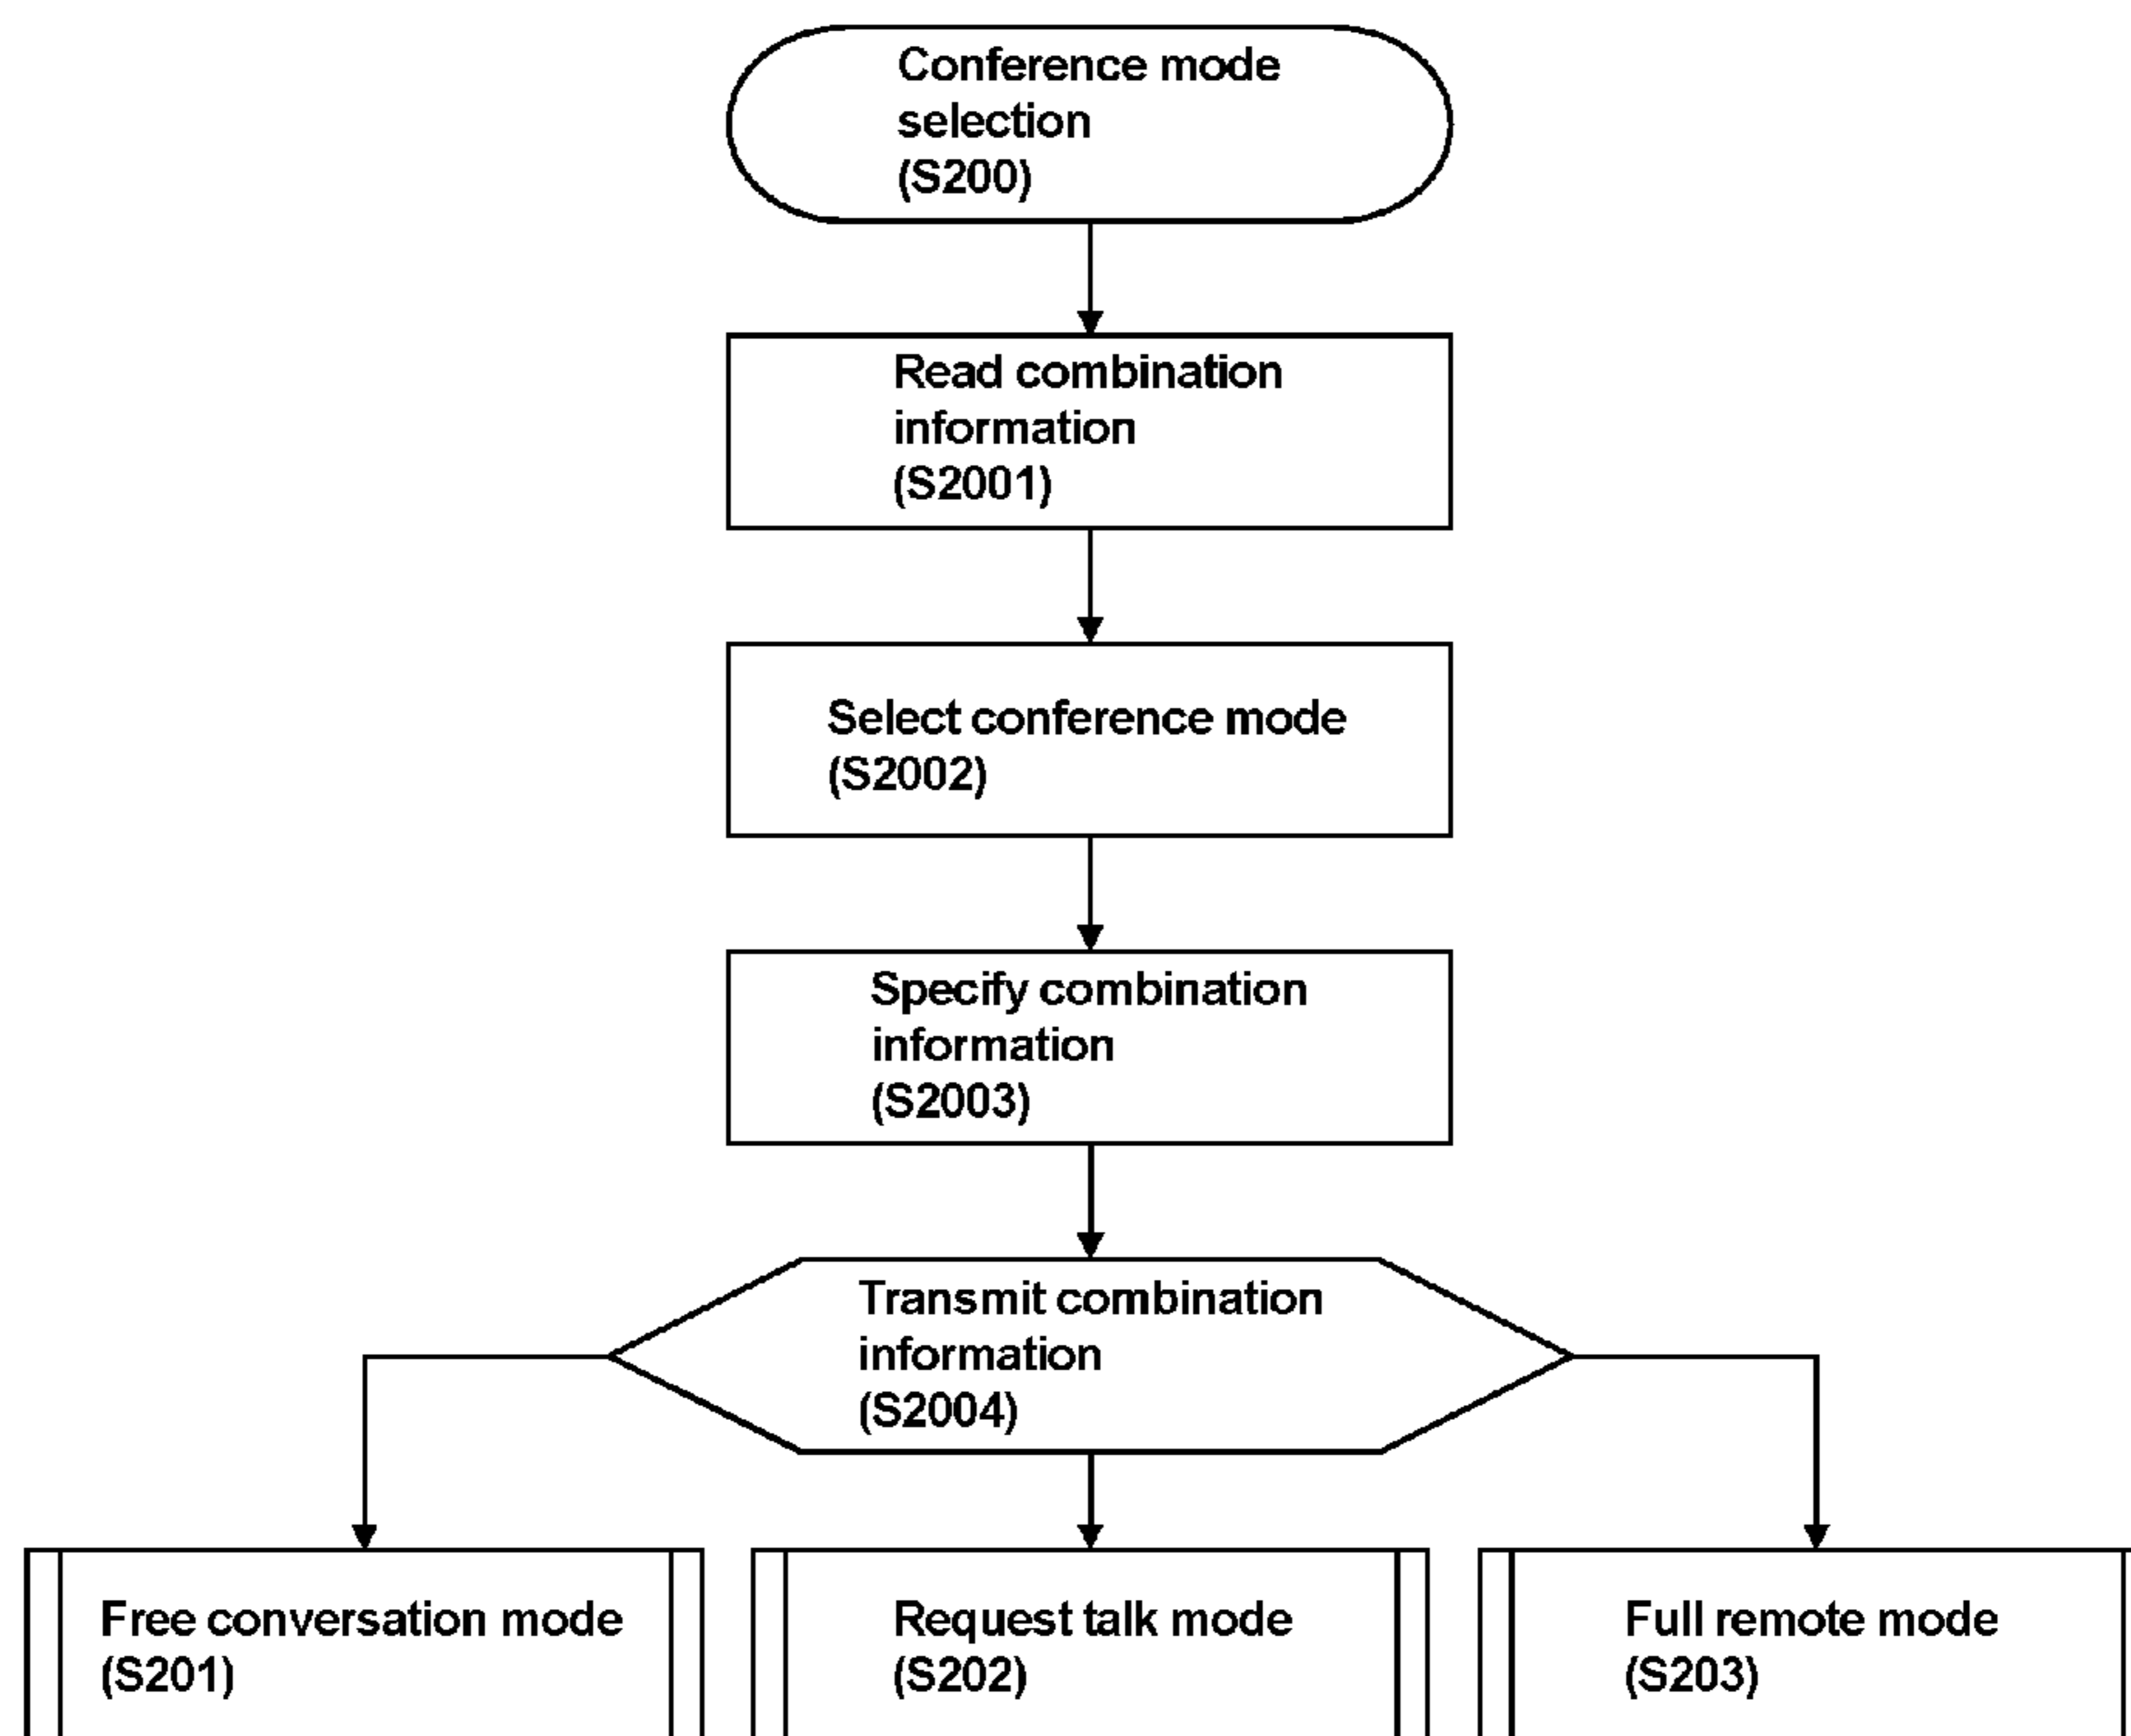 Conference mode
selection
(S200)
Read combination
information
(S2001)
Select conference mode
(S2002)
Specify combination
information
(S2003)
Transmit combination
information
(S2004)
Free conversation mode
(S201)
Request talk mode
(S202)
Full remote mode
(S203)